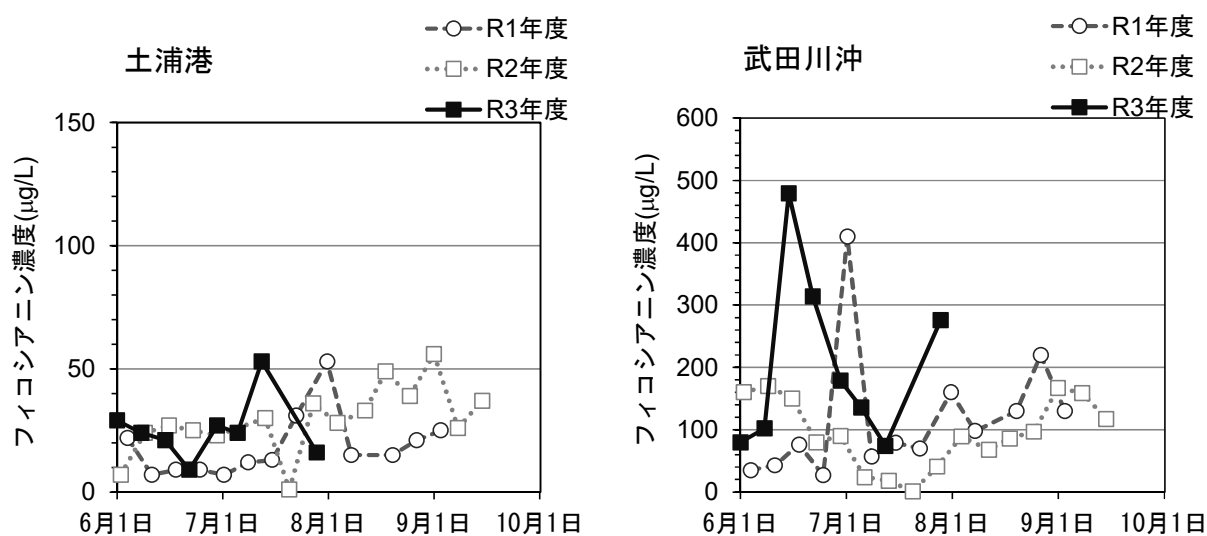 土浦港
R1年度
R2年度
R3年度
フィコシアニン濃度(μg/L)
150
100
50
0
6月1日 7月1日 8月1日 9月1日 10月1日
武田川沖
R1年度
R2年度
R3年度
フィコシアニン濃度(μg/L)
600
500
400
300
200
100
0
6月1日 7月1日 8月1日 9月1日 10月1日